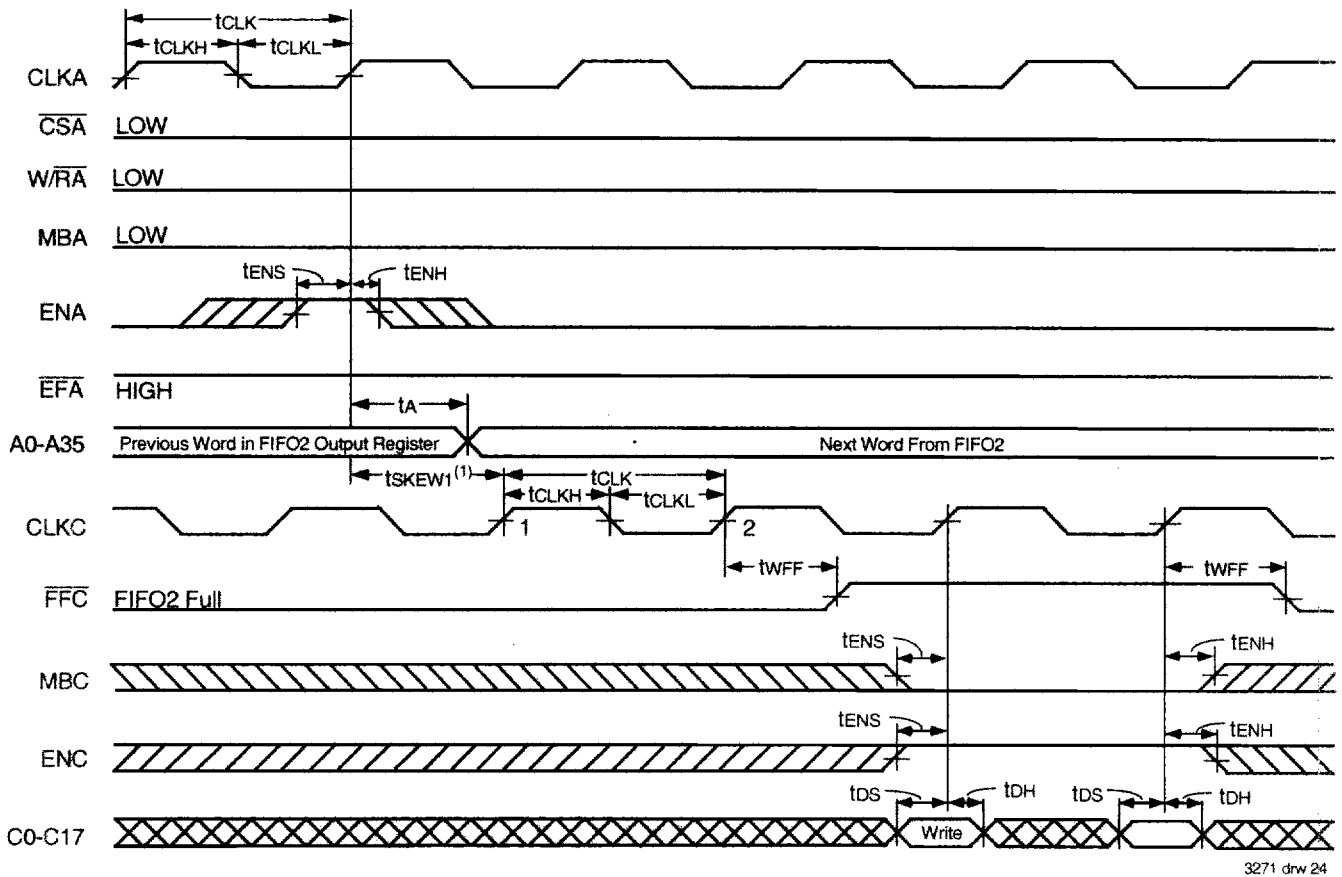 tCLK
tCLKH tCLKL
CLKA
CSA LOW
W/RA LOW
MBA LOW
tENS tENH
ENA
EFA HIGH
tA
A0-A35 Previous Word in FIFO2 Output Register Next Word From FIFO2
tSKEW1(1) tCLK
tCLKH tCLKL
CLKC 1 2
tWFF tWFF
FFC FIFO2 Full
tENS tENH
MBC
tENS tENH
ENC
tDS tDH tDS tDH
C0-C17 Write
3271 drw 24